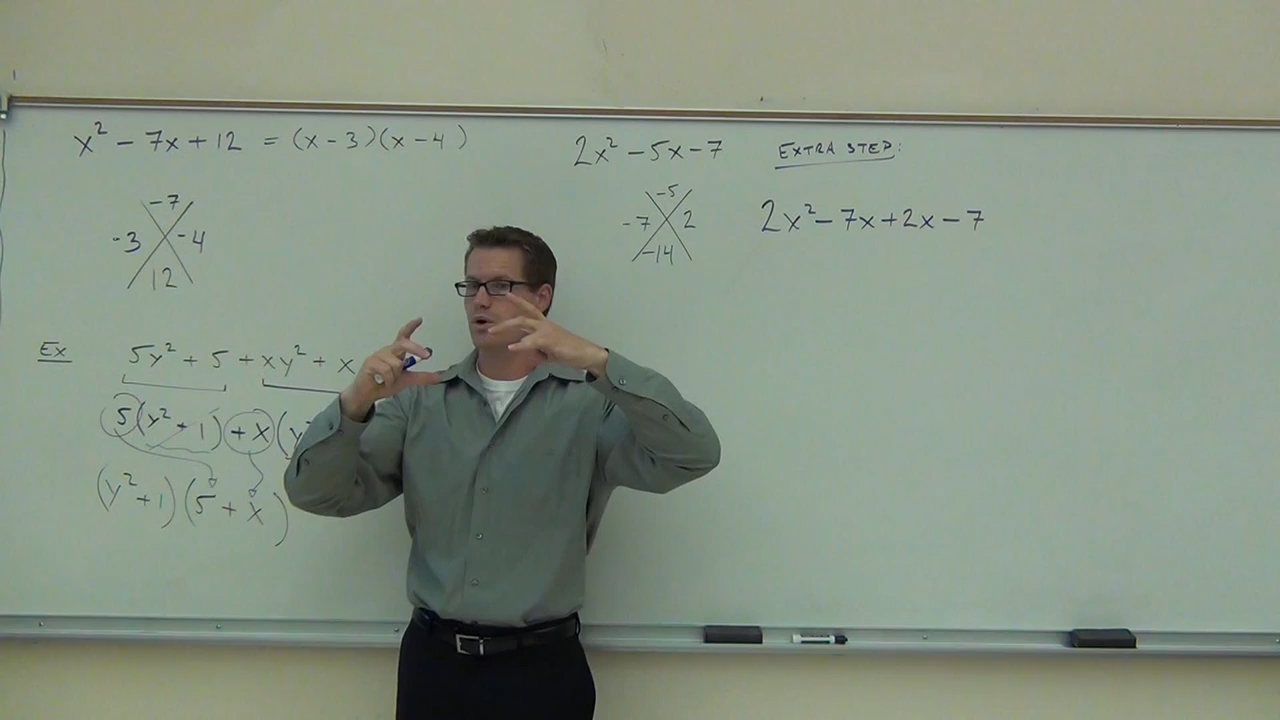 x² − 7x + 12 = (x − 3)(x − 4)
-7
-3 -4
12
Ex 5y² + 5 + xy² + x
5(y² + 1) + x(y
(y² + 1)(5 + x)
2x² − 5x − 7
-5
-7 2
-14
EXTRA STEP:
2x² − 7x + 2x − 7